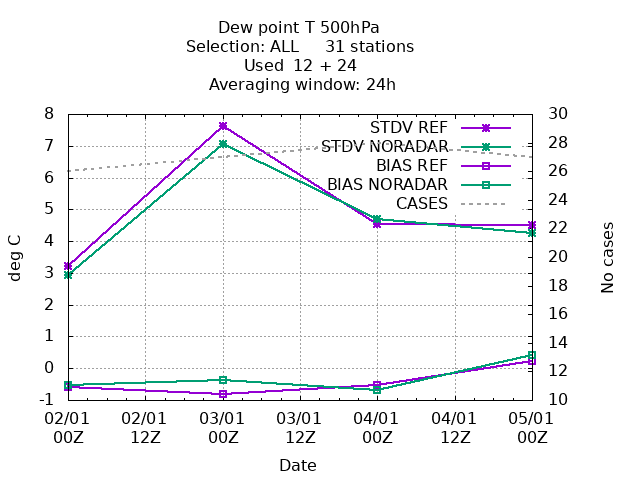 Dew point T 500hPa
Selection: ALL     31 stations
Used  12 + 24
Averaging window: 24h
8
7
6
5
4
3
2
1
0
-1
deg C
30
28
26
24
22
20
18
16
14
12
10
No cases
STDV REF
STDV NORADAR
BIAS REF
BIAS NORADAR
CASES
02/01 02/01 03/01 03/01 04/01 04/01 05/01
00Z 12Z 00Z 12Z 00Z 12Z 00Z
Date